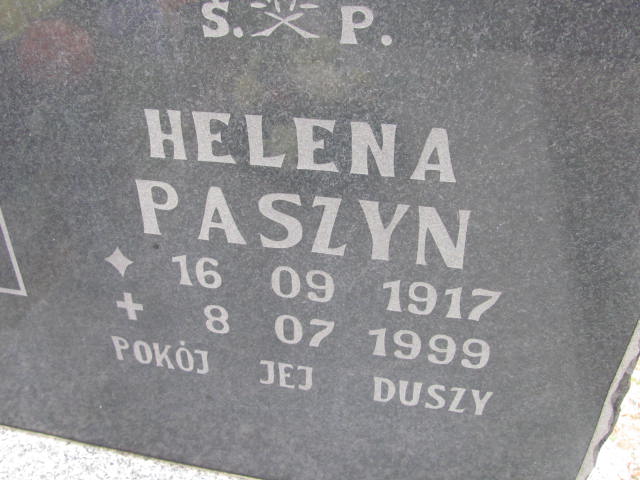 Ś. P.
HELENA
PASZYN
16 09 1917
8 07 1999
POKÓJ JEJ DUSZY